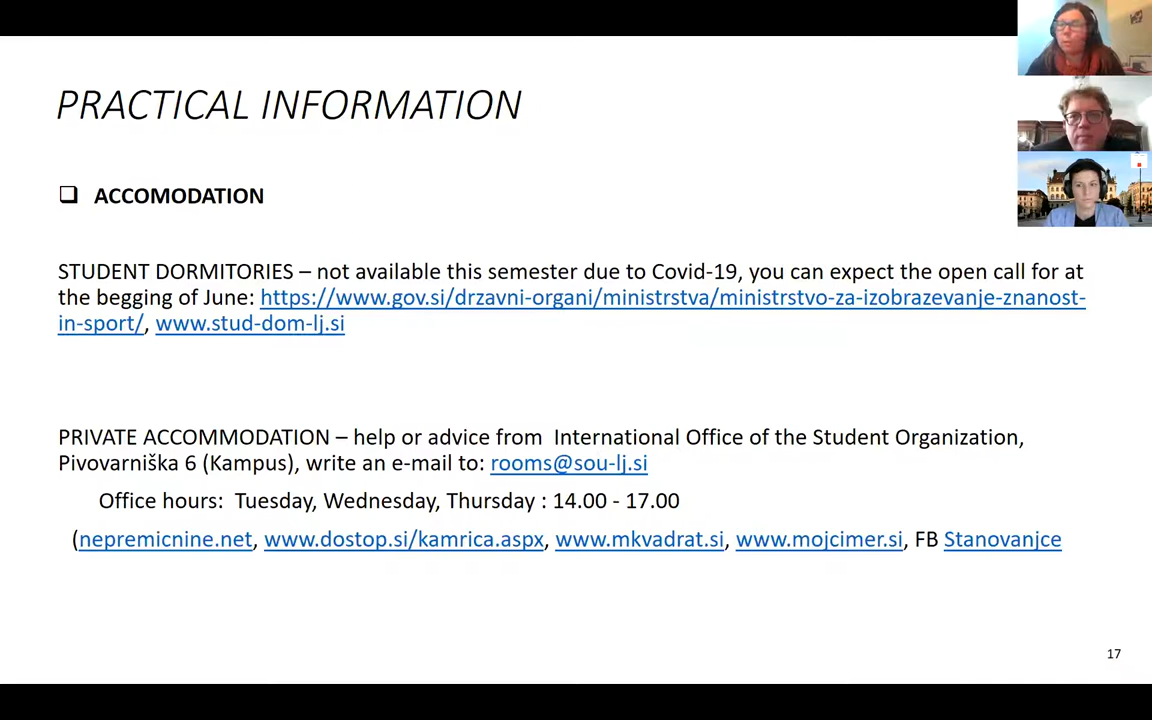 PRACTICAL INFORMATION
❑ ACCOMODATION
STUDENT DORMITORIES – not available this semester due to Covid-19, you can expect the open call for at
the begging of June: https://www.gov.si/drzavni-organi/ministrstva/ministrstvo-za-izobrazevanje-znanost-
in-sport/, www.stud-dom-lj.si
PRIVATE ACCOMMODATION – help or advice from International Office of the Student Organization,
Pivovarniška 6 (Kampus), write an e-mail to: rooms@sou-lj.si
Office hours: Tuesday, Wednesday, Thursday : 14.00 - 17.00
(nepremicnine.net, www.dostop.si/kamrica.aspx, www.mkvadrat.si, www.mojcimer.si, FB Stanovanjce
17